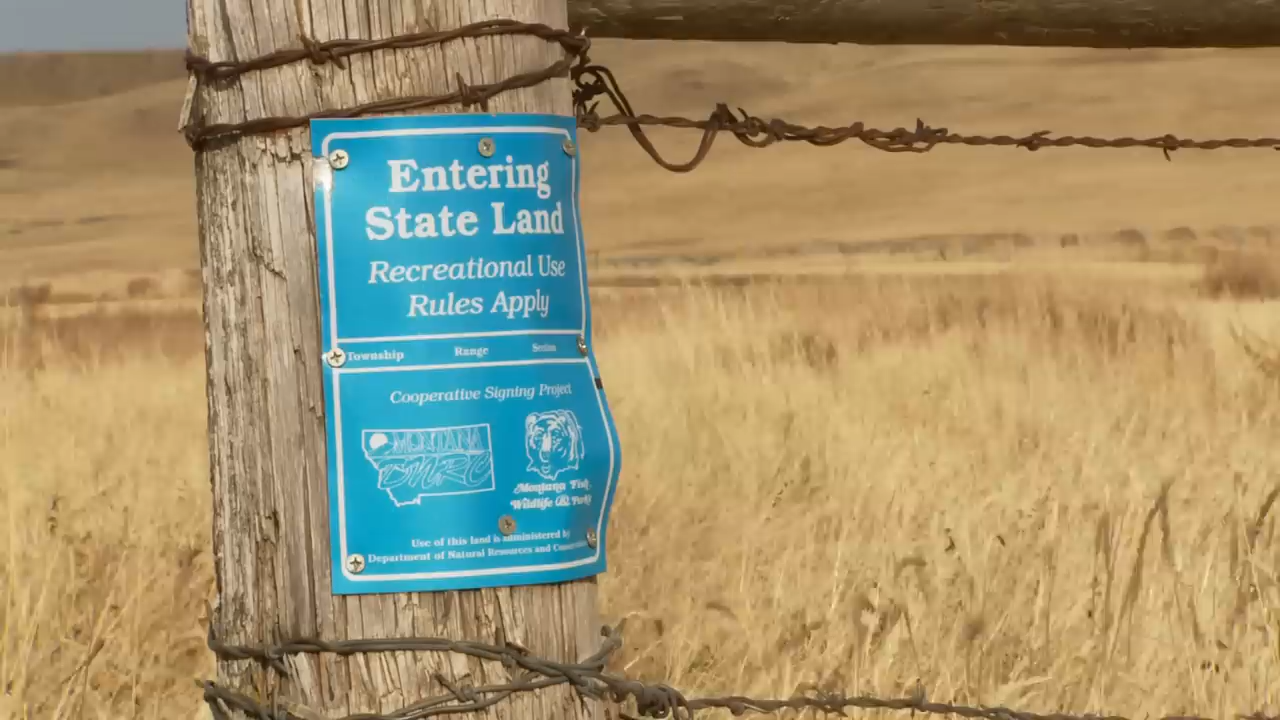 Entering
State Land
Recreational Use
Rules Apply
Township Range Section
Cooperative Signing Project
MONTANA
DNRC
Montana Fish,
Wildlife & Parks
Use of this land is administered by
Department of Natural Resources and